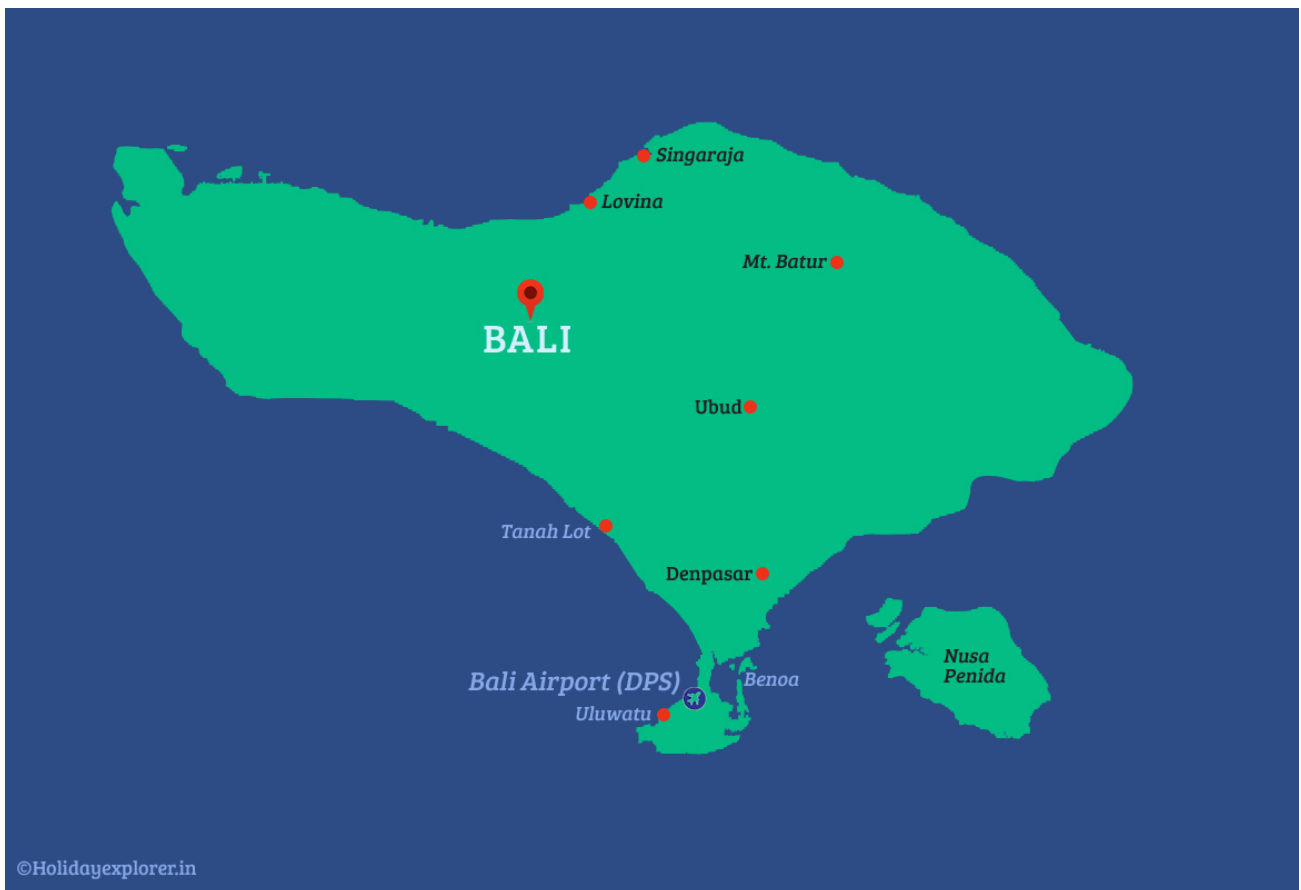 Singaraja
Lovina
Mt. Batur
BALI
Ubud
Tanah Lot
Denpasar
Nusa
Penida
Bali Airport (DPS)
Benoa
Uluwatu
©Holidayexplorer.in